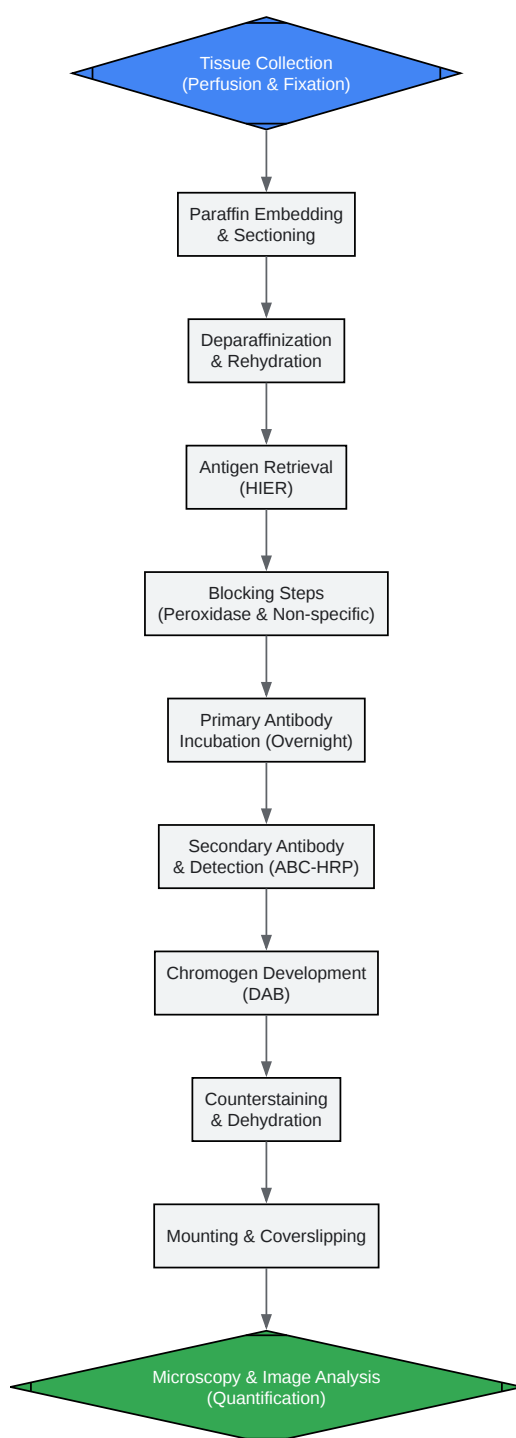 Tissue Collection
(Perfusion & Fixation)
Paraffin Embedding
& Sectioning
Deparaffinization
& Rehydration
Antigen Retrieval
(HIER)
Blocking Steps
(Peroxidase & Non-specific)
Primary Antibody
Incubation (Overnight)
Secondary Antibody
& Detection (ABC-HRP)
Chromogen Development
(DAB)
Counterstaining
& Dehydration
Mounting & Coverslipping
Microscopy & Image Analysis
(Quantification)